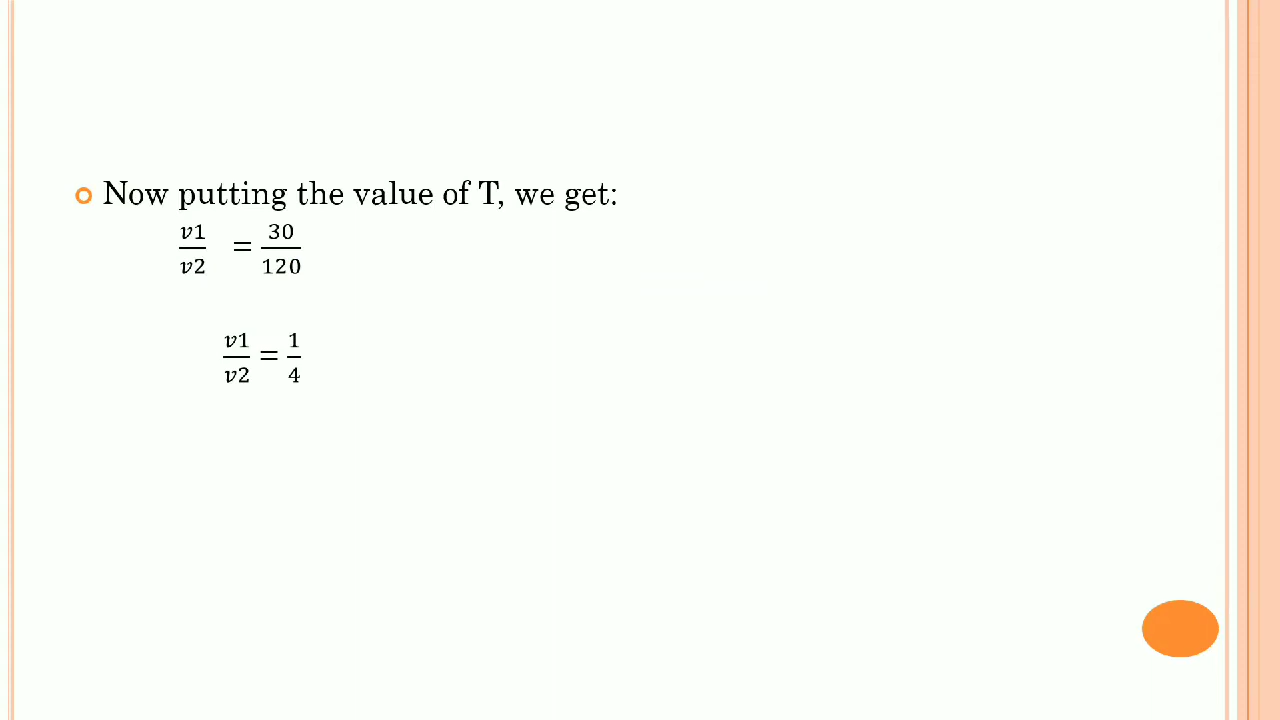 Now putting the value of T, we get:
v1/v2 = 30/120
v1/v2 = 1/4